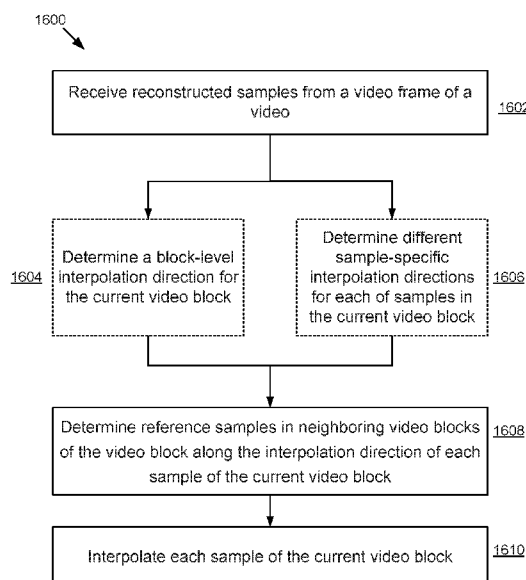 1600
Receive reconstructed samples from a video frame of a
video
1602
Determine a block-level
interpolation direction for
the current video block
1604
Determine different
sample-specific
interpolation directions
for each of samples in
the current video block
1606
Determine reference samples in neighboring video blocks
of the video block along the interpolation direction of each
sample of the current video block
1608
Interpolate each sample of the current video block
1610